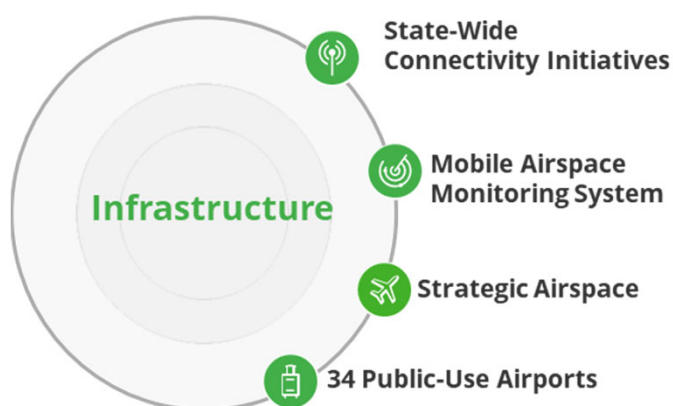 State-Wide
Connectivity Initiatives
Mobile Airspace
Monitoring System
Infrastructure
Strategic Airspace
34 Public-Use Airports